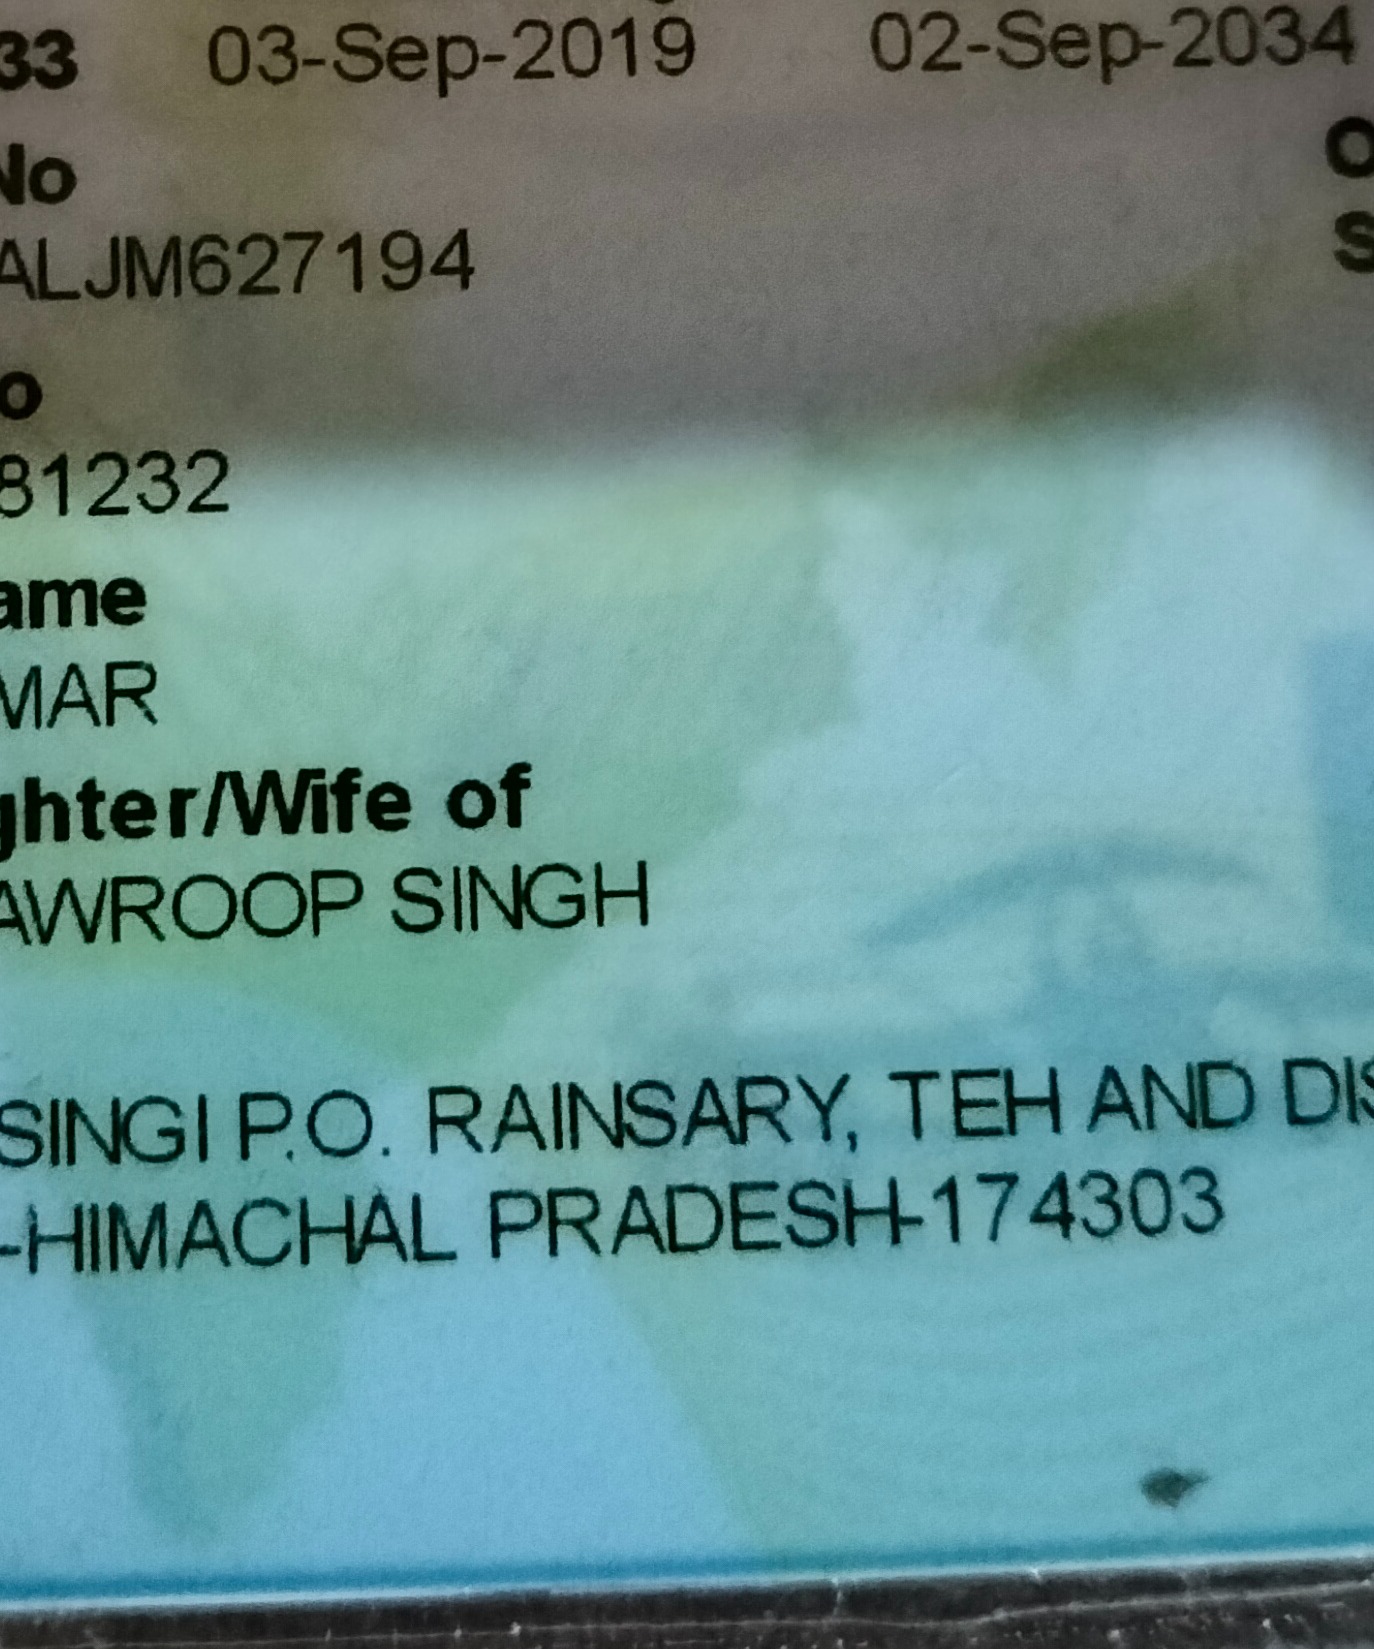 33 03-Sep-2019 02-Sep-2034
No O
ALJM627194 S
o
81232
ame
MAR
ghter/Wife of
AWROOP SINGH
SINGI P.O. RAINSARY, TEH AND DIS
-HIMACHAL PRADESH-174303